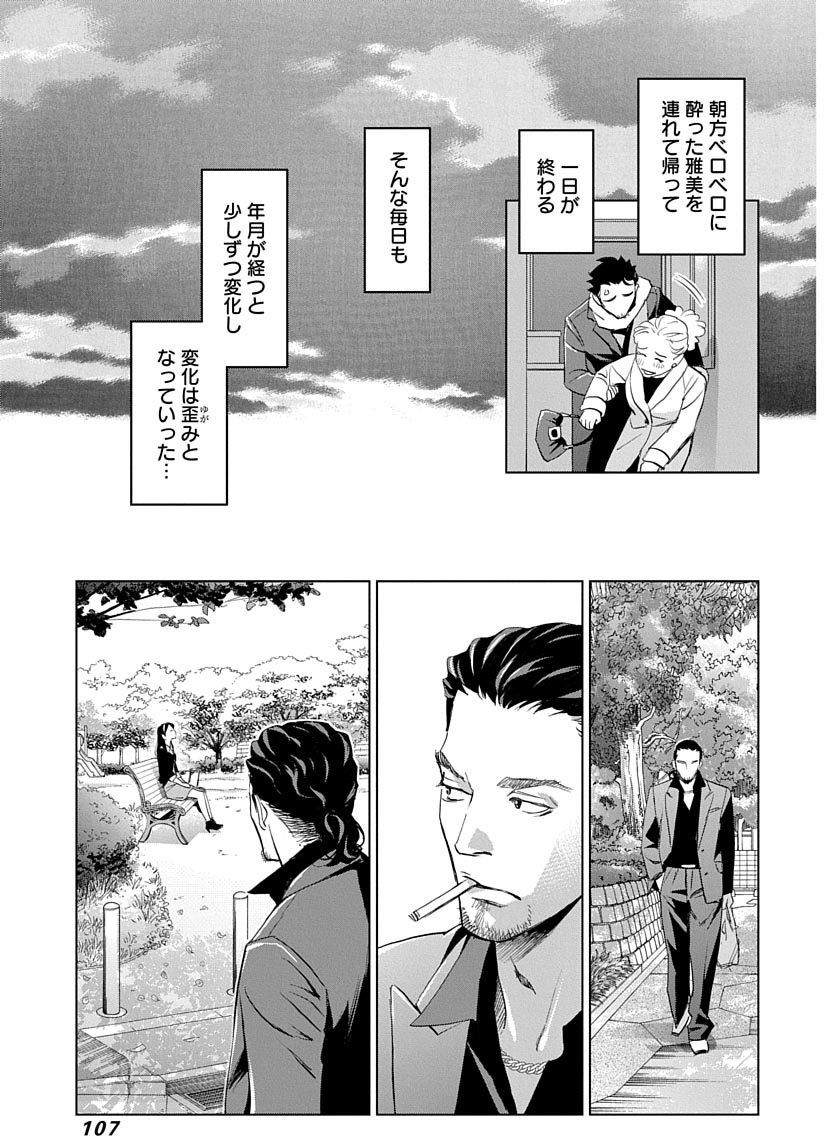 朝方ベロベロに
酔った雅美を
連れて帰って
一日が
終わる
そんな毎日も
年月が経つと
少しずつ変化し
変化は歪みと
ゆが
なっていった…
107